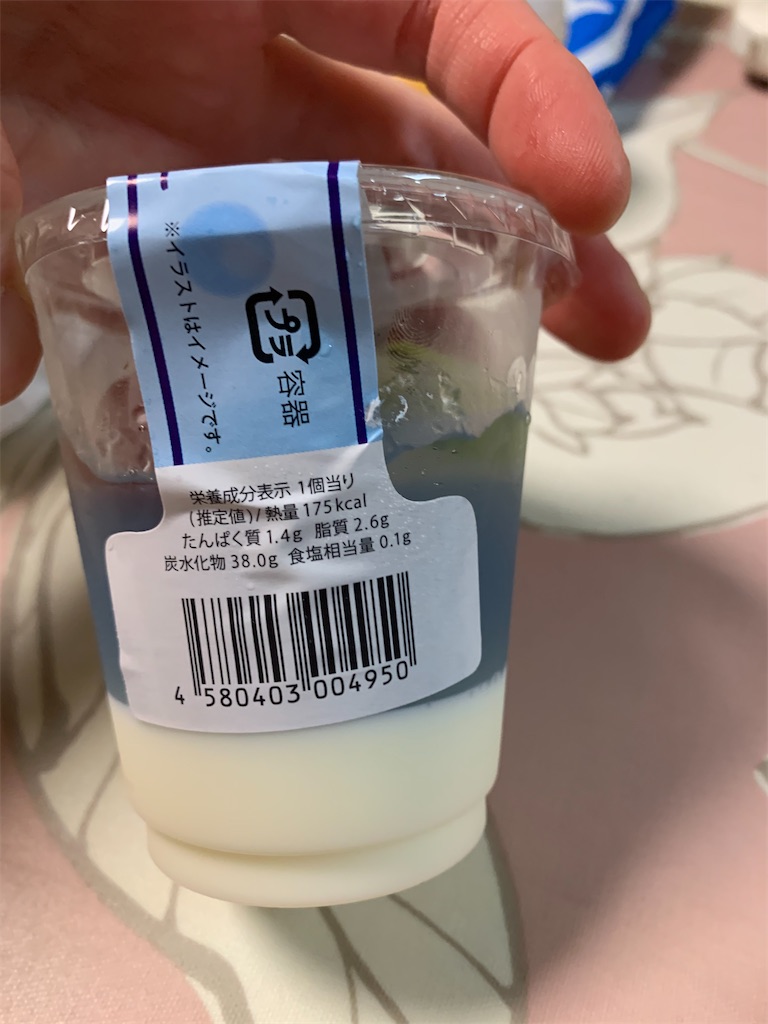 ※イラストはイメージです。
プラ
容器
栄養成分表示 1個当り
(推定値)/熱量 175kcal
たんぱく質 1.4g 脂質 2.6g
炭水化物 38.0g 食塩相当量 0.1g
4 580403 004950